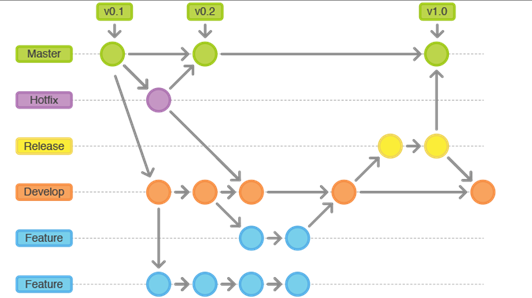 v0.1
v0.2
v1.0
Master
Hotfix
Release
Develop
Feature
Feature